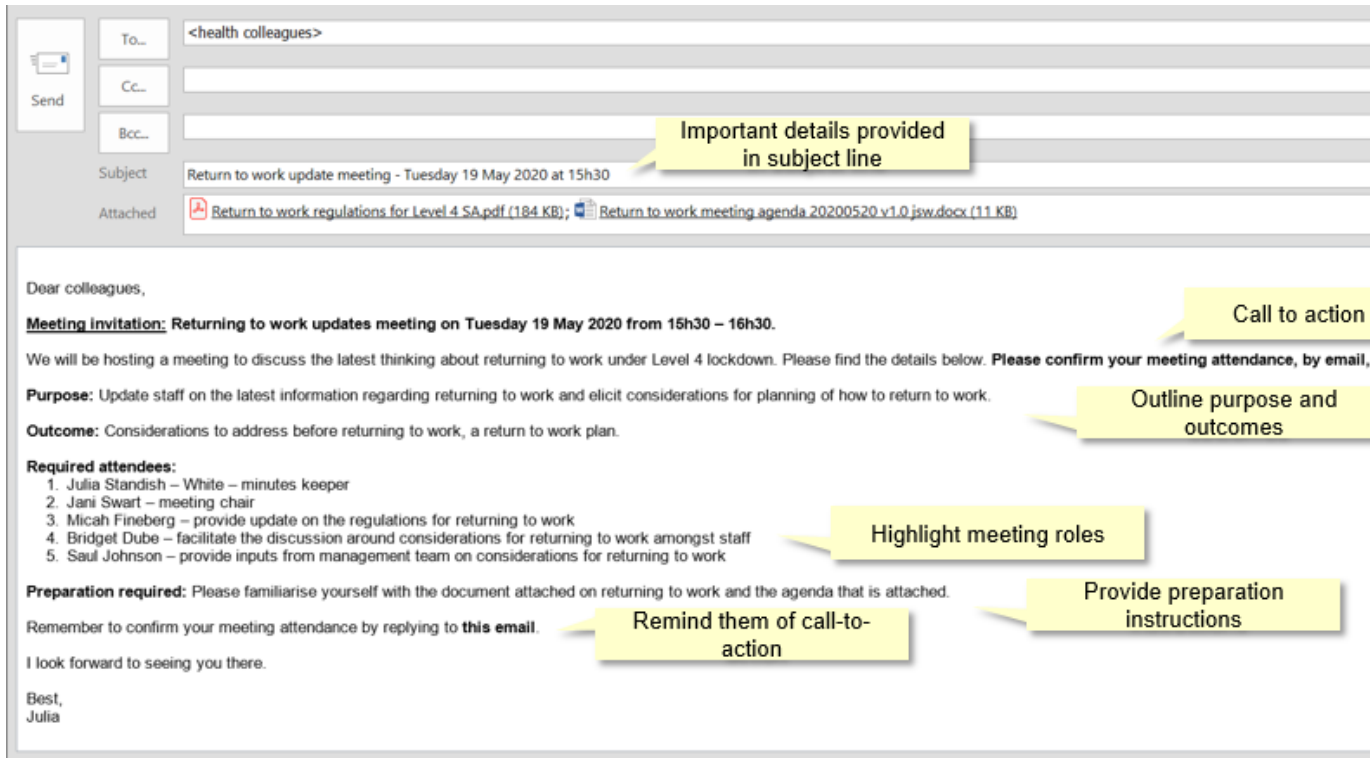 To...
<health colleagues>
Send
Cc...
Bcc...
Important details provided
in subject line
Subject
Return to work update meeting - Tuesday 19 May 2020 at 15h30
Attached
Return to work regulations for Level 4 SA.pdf (184 KB); Return to work meeting agenda 20200520 v1.0 jsw.docx (11 KB)
Dear colleagues,
Call to action
Meeting invitation: Returning to work updates meeting on Tuesday 19 May 2020 from 15h30 – 16h30.
We will be hosting a meeting to discuss the latest thinking about returning to work under Level 4 lockdown. Please find the details below. Please confirm your meeting attendance, by email,
Purpose: Update staff on the latest information regarding returning to work and elicit considerations for planning of how to return to work.
Outline purpose and
outcomes
Outcome: Considerations to address before returning to work, a return to work plan.
Required attendees:
1. Julia Standish – White – minutes keeper
2. Jani Swart – meeting chair
3. Micah Fineberg – provide update on the regulations for returning to work
4. Bridget Dube – facilitate the discussion around considerations for returning to work amongst staff
5. Saul Johnson – provide inputs from management team on considerations for returning to work
Highlight meeting roles
Preparation required: Please familiarise yourself with the document attached on returning to work and the agenda that is attached.
Provide preparation
instructions
Remember to confirm your meeting attendance by replying to this email.
Remind them of call-to-
action
I look forward to seeing you there.
Best,
Julia